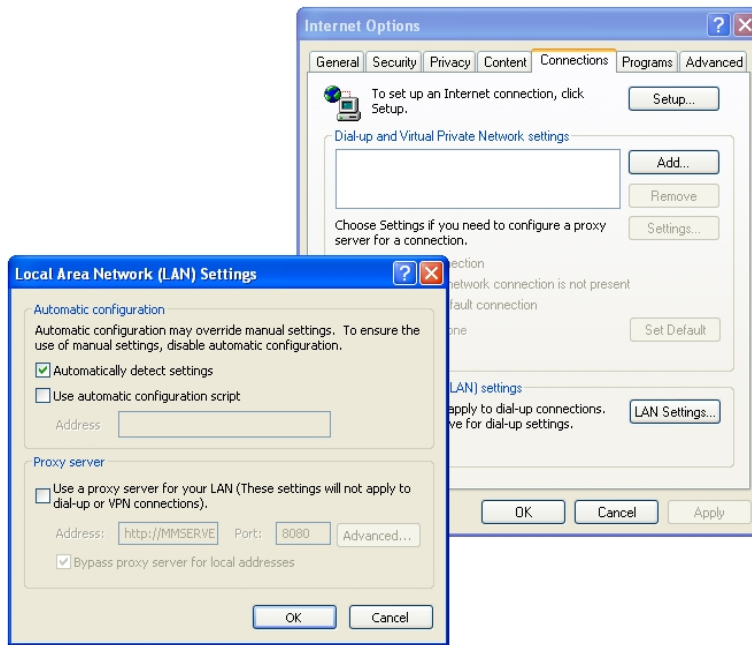 Internet Options
General Security Privacy Content Connections Programs Advanced
To set up an Internet connection, click
Setup.
Setup...
Dial-up and Virtual Private Network settings
Add...
Remove
Choose Settings if you need to configure a proxy
server for a connection.
Settings...
network connection is not present
default connection
Set Default
LAN) settings
apply to dial-up connections.
for dial-up settings.
LAN Settings...
OK Cancel Apply
Local Area Network (LAN) Settings
Automatic configuration
Automatic configuration may override manual settings. To ensure the
use of manual settings, disable automatic configuration.
Automatically detect settings
Use automatic configuration script
Address
Proxy server
Use a proxy server for your LAN (These settings will not apply to
dial-up or VPN connections).
Address: http://MMSERVE Port: 8080 Advanced...
Bypass proxy server for local addresses
OK Cancel